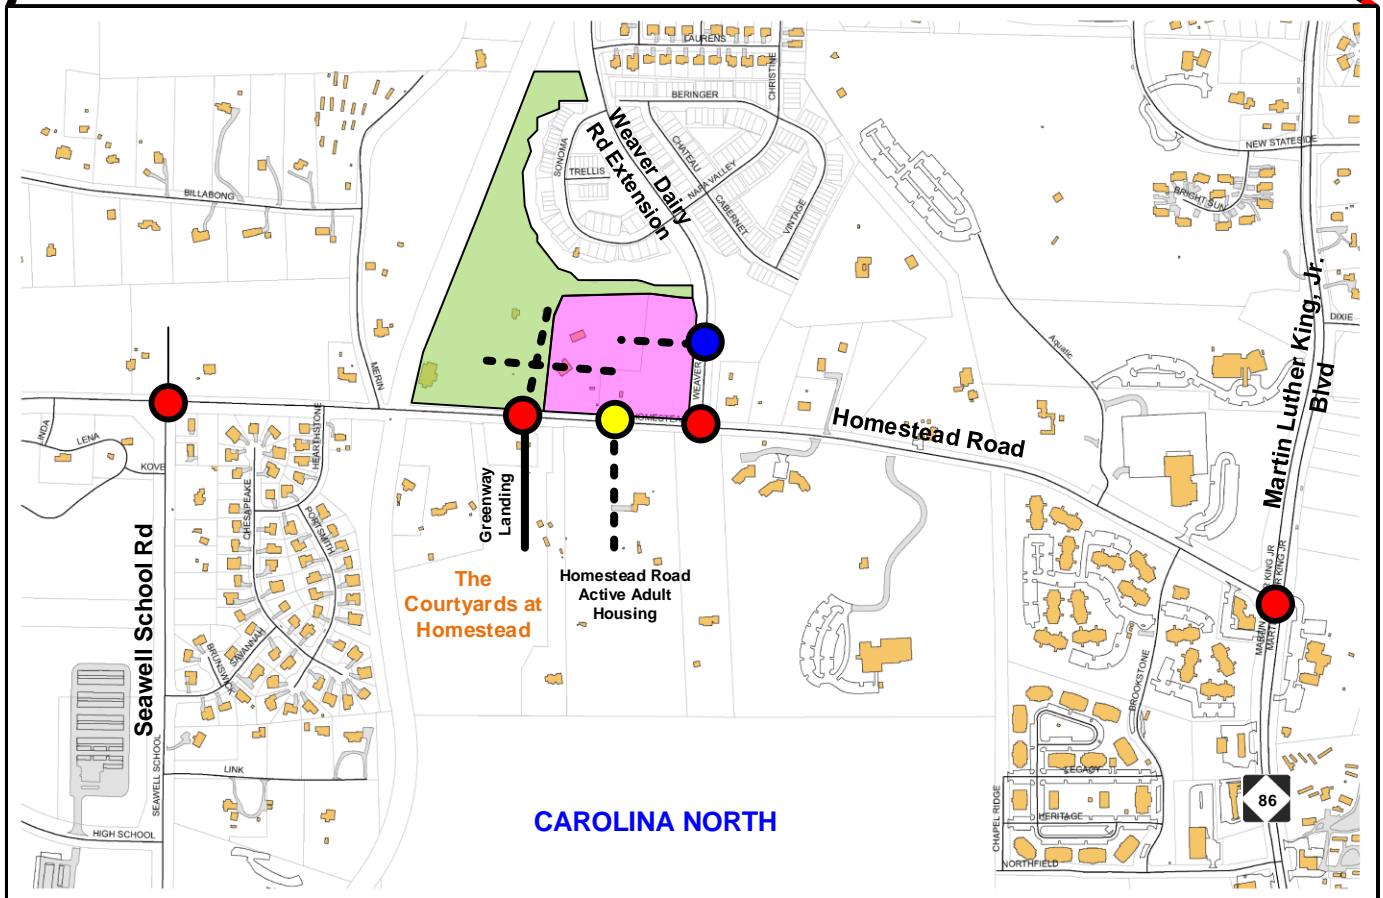 LAURENS
CHRISTINE
BERINGER
Weaver Dairy
Rd Extension
SONOMA
TRELLIS
CHATEAU
NAPA VALLEY
CABERNEY
VINTAGE
NEW STATESIDE
BRIGHT SUN
BILLABONG
Martin Luther King, Jr.
Blvd
DIXIE
Aquatic
MERIN
WEAVER
Homestead Road
LINDA
LENA
KOVE
HEARTHSTONE
CHESAPEAKE
PORTSMITH
Greenway
Landing
Seawell School Rd
The
Courtyards at
Homestead
Homestead Road
Active Adult
Housing
SAVANNAH
BRUNSWICK
BROOKSTONE
LINK
SEAWELL SCHOOL
HIGH SCHOOL
CAROLINA NORTH
LEGACY
HERITAGE
CHAPEL RIDGE
NORTHFIELD
86